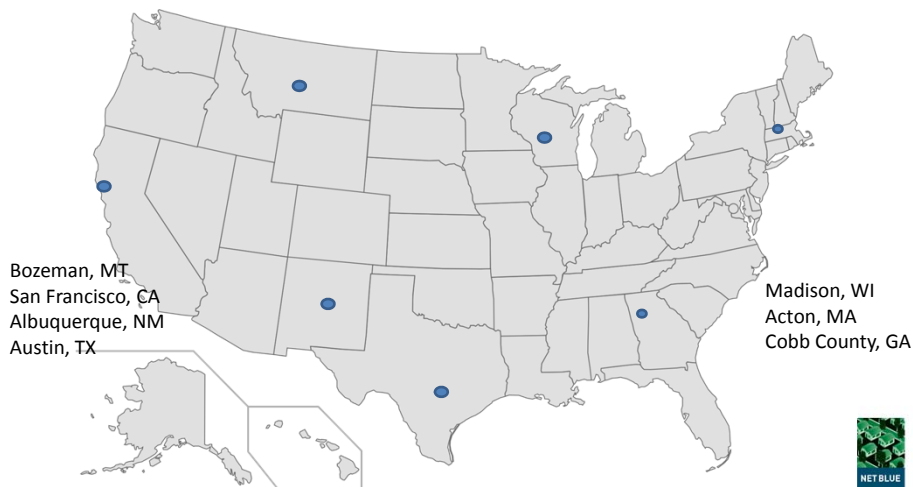 Bozeman, MT
San Francisco, CA
Albuquerque, NM
Austin, TX
Madison, WI
Acton, MA
Cobb County, GA
NET BLUE